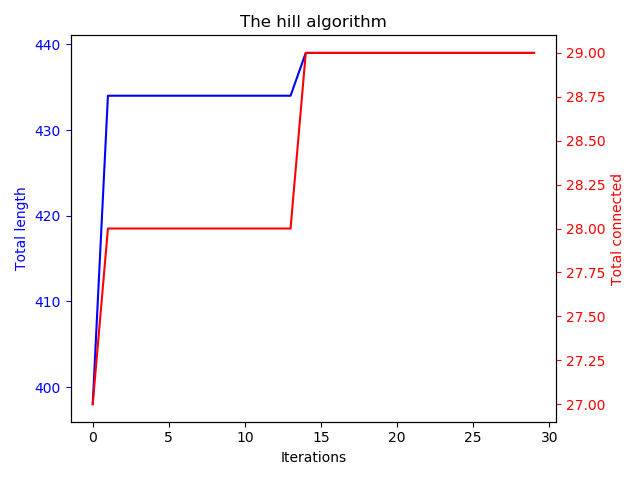 The hill algorithm
440
430
420
410
400
Total length
29.00
28.75
28.50
28.25
28.00
27.75
27.50
27.25
27.00
Total connected
0 5 10 15 20 25 30
Iterations